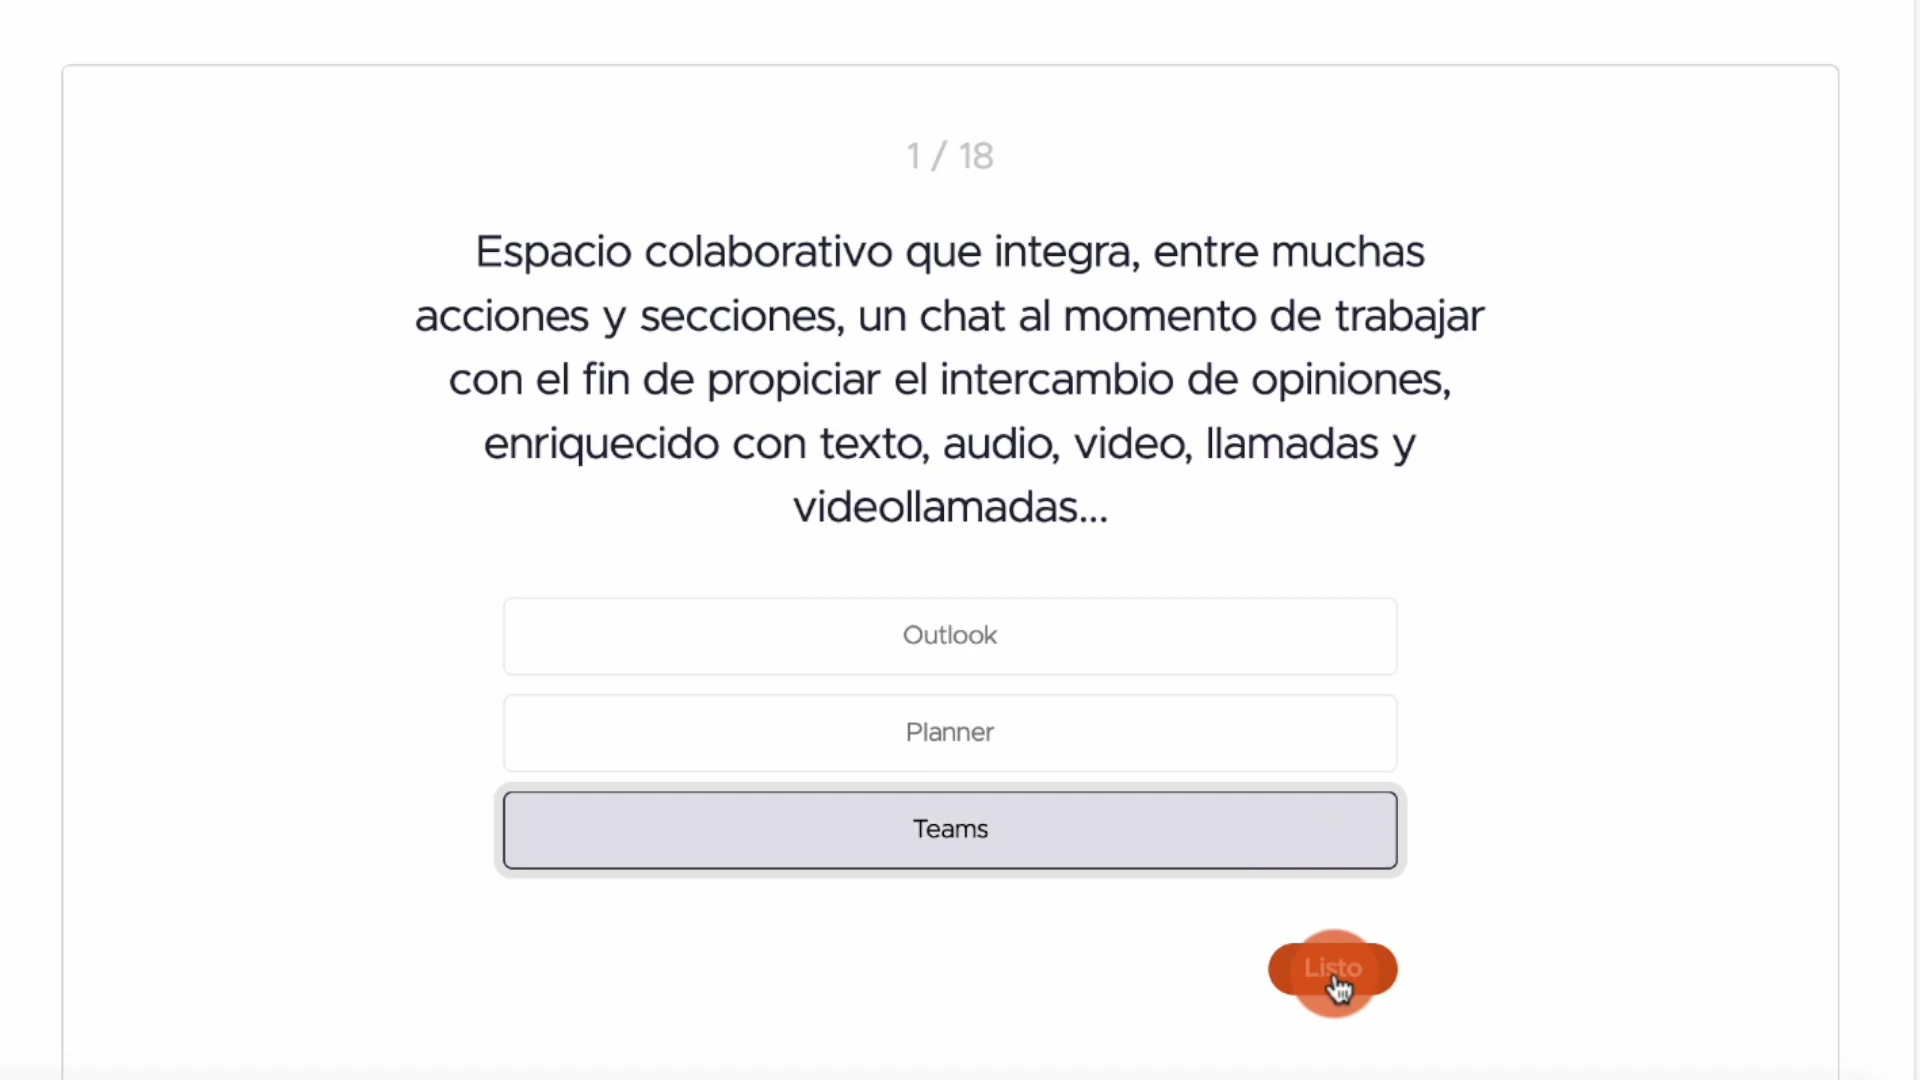 1 / 18
Espacio colaborativo que integra, entre muchas
acciones y secciones, un chat al momento de trabajar
con el fin de propiciar el intercambio de opiniones,
enriquecido con texto, audio, video, llamadas y
videollamadas...
Outlook
Planner
Teams
Listo